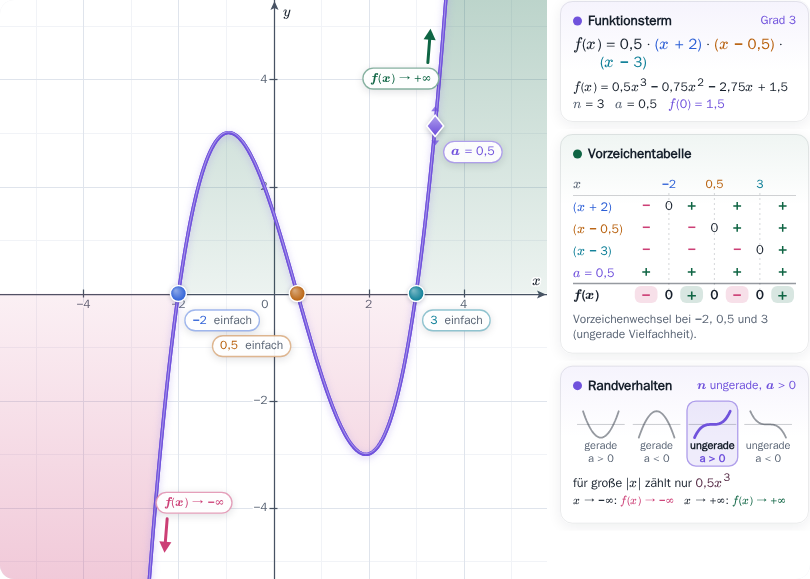 y
f(x) → +∞
4
a = 0,5
2
x
−4
−2
0
2
4
−2 einfach
3 einfach
0,5 einfach
−2
f(x) → −∞
−4
Funktionsterm
Grad 3
f(x) = 0,5 · (x + 2) · (x − 0,5) ·
(x − 3)
f(x) = 0,5x³ − 0,75x² − 2,75x + 1,5
n = 3 a = 0,5 f(0) = 1,5
Vorzeichentabelle
x −2 0,5 3
(x + 2) − 0 + + +
(x − 0,5) − − 0 + +
(x − 3) − − − 0 +
a = 0,5 + + + +
f(x) − 0 + 0 − 0 +
Vorzeichenwechsel bei −2, 0,5 und 3
(ungerade Vielfachheit).
Randverhalten
n ungerade, a > 0
gerade gerade ungerade ungerade
a > 0 a < 0 a > 0 a < 0
für große |x| zählt nur 0,5x³
x → −∞: f(x) → −∞ x → +∞: f(x) → +∞